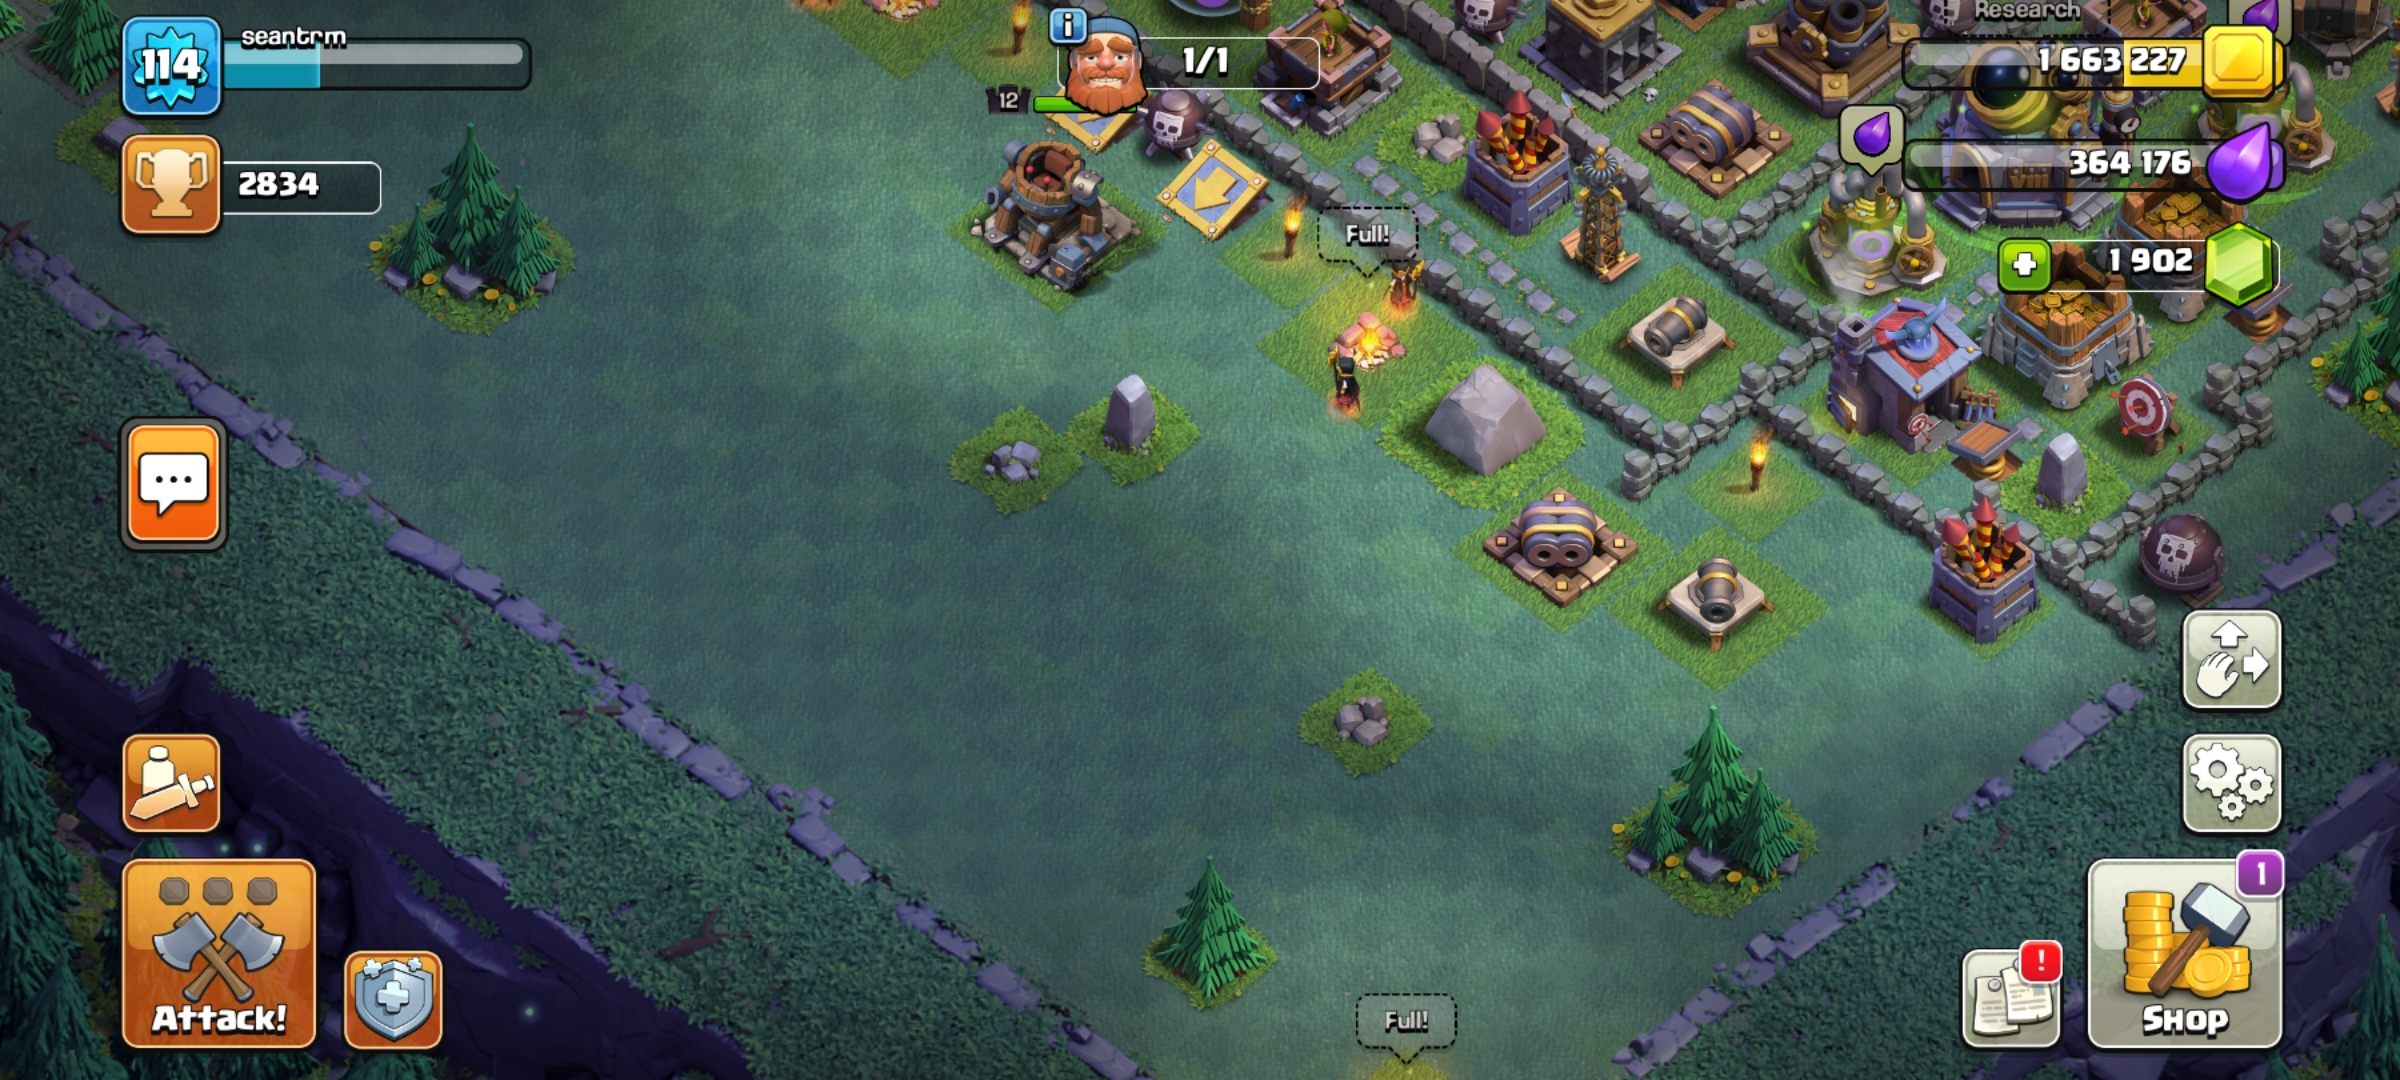 114
seantrm
2834
12
i
1/1
Research
1 663 227
364 176
1 902
VIII
Full!
Attack!
Full!
1
!
Shop